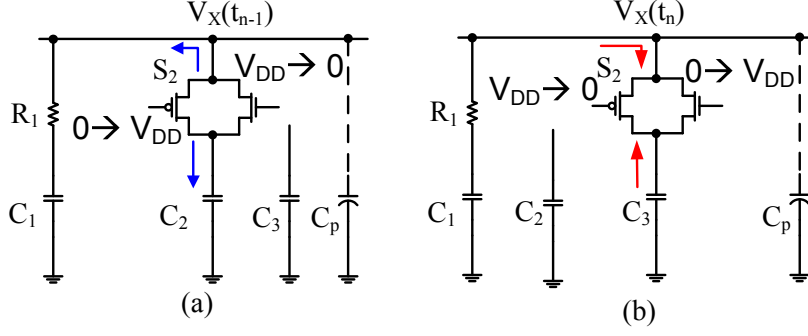 V_X(t_{n-1})
S_2
V_DD → 0
R_1
0 → V_DD
C_1
C_2
C_3
C_p
(a)
V_X(t_n)
S_2
0 → V_DD
V_DD → 0
R_1
C_1
C_2
C_3
C_p
(b)